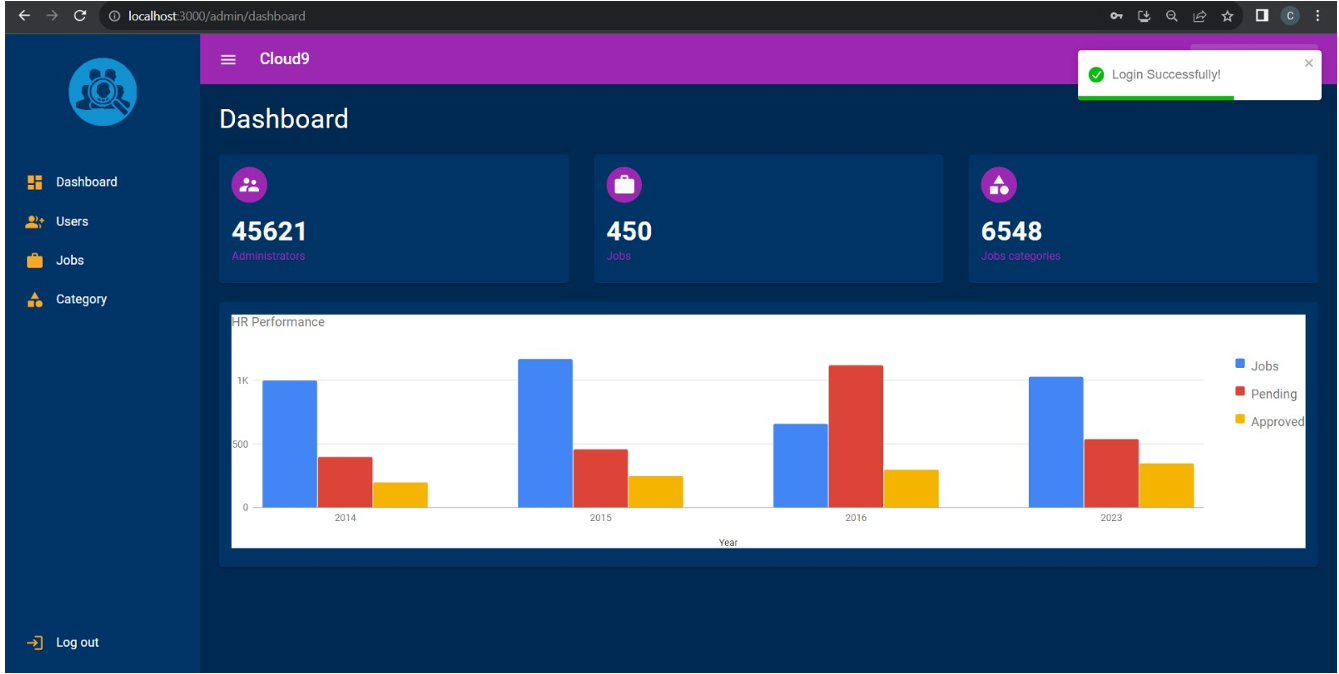 localhost:3000/admin/dashboard
C
Cloud9
Login Successfully!
Dashboard
Dashboard
Users
Jobs
Category
Log out
45621
Administrators
450
Jobs
6548
Jobs categories
HR Performance
1K
500
0
2014
2015
2016
2023
Year
Jobs
Pending
Approved